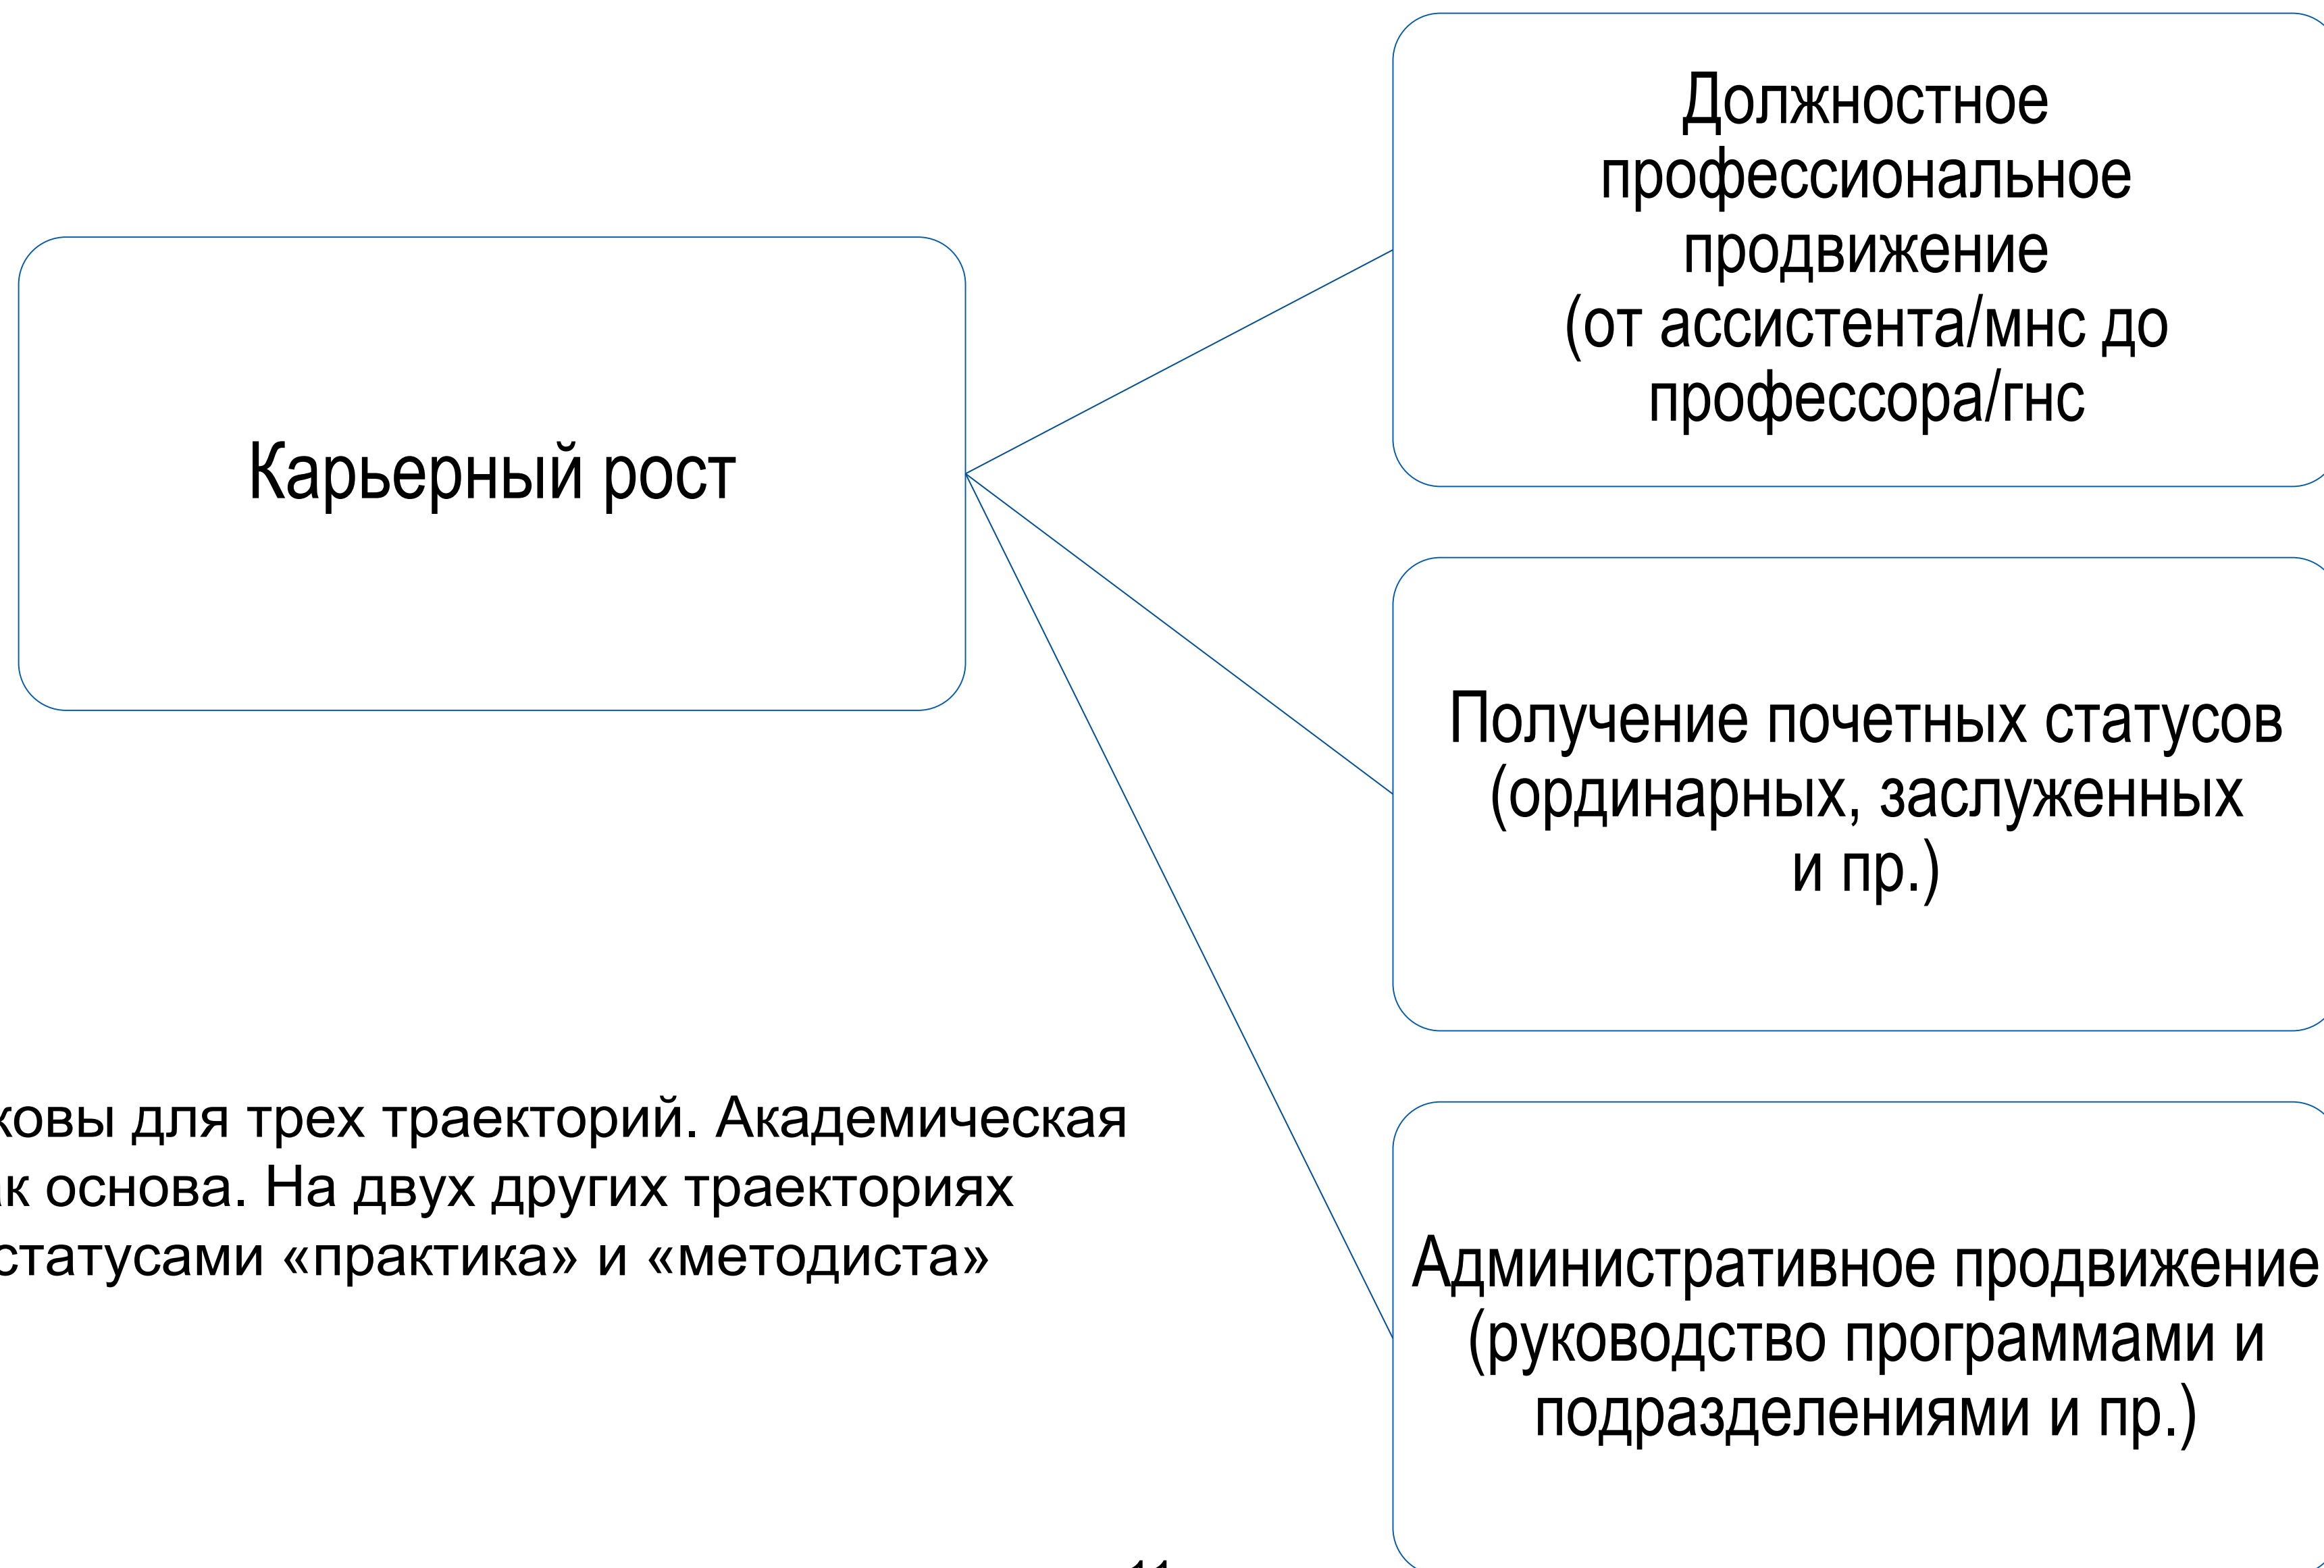 Карьерный рост
Должностное
профессиональное
продвижение
(от ассистента/мнс до
профессора/гнс
Получение почетных статусов
(ординарных, заслуженных
и пр.)
Административное продвижение
(руководство программами и
подразделениями и пр.)
для трех траекторий. Академическая
основа. На двух других траекториях
статусами «практика» и «методиста»